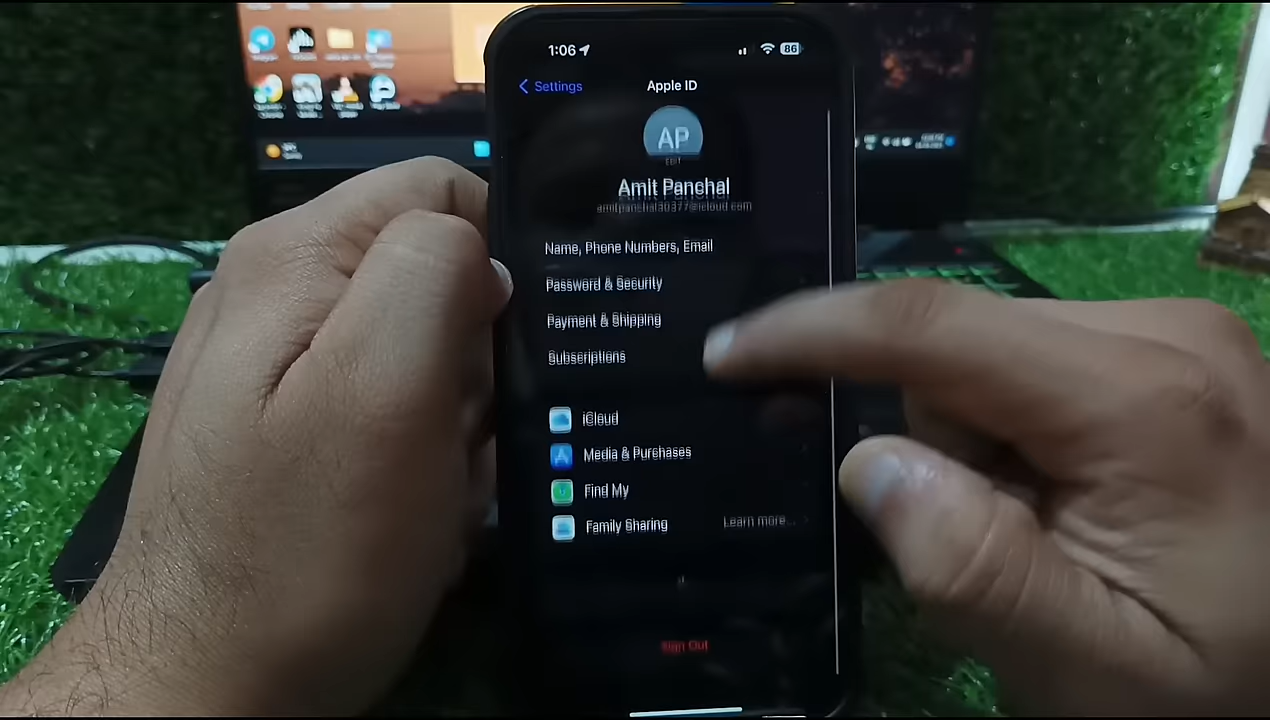 1:06
86
Settings
Apple ID
AP
EDIT
Amit Panchal
amitpanchal30377@icloud.com
Name, Phone Numbers, Email
Password & Security
Payment & Shipping
Subscriptions
iCloud
Media & Purchases
Find My
Family Sharing
Learn more...
Sign Out